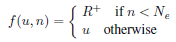 f(u, n) = { R+ if n < Ne
u otherwise